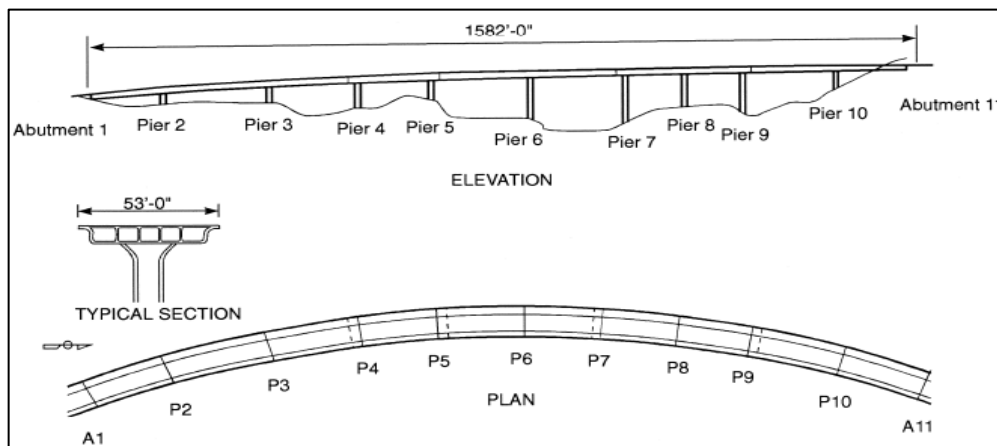 1582'-0"
Abutment 1
Pier 2
Pier 3
Pier 4
Pier 5
Pier 6
Pier 7
Pier 8
Pier 9
Pier 10
Abutment 11
ELEVATION
53'-0"
TYPICAL SECTION
A1
P2
P3
P4
P5
P6
P7
P8
P9
P10
A11
PLAN